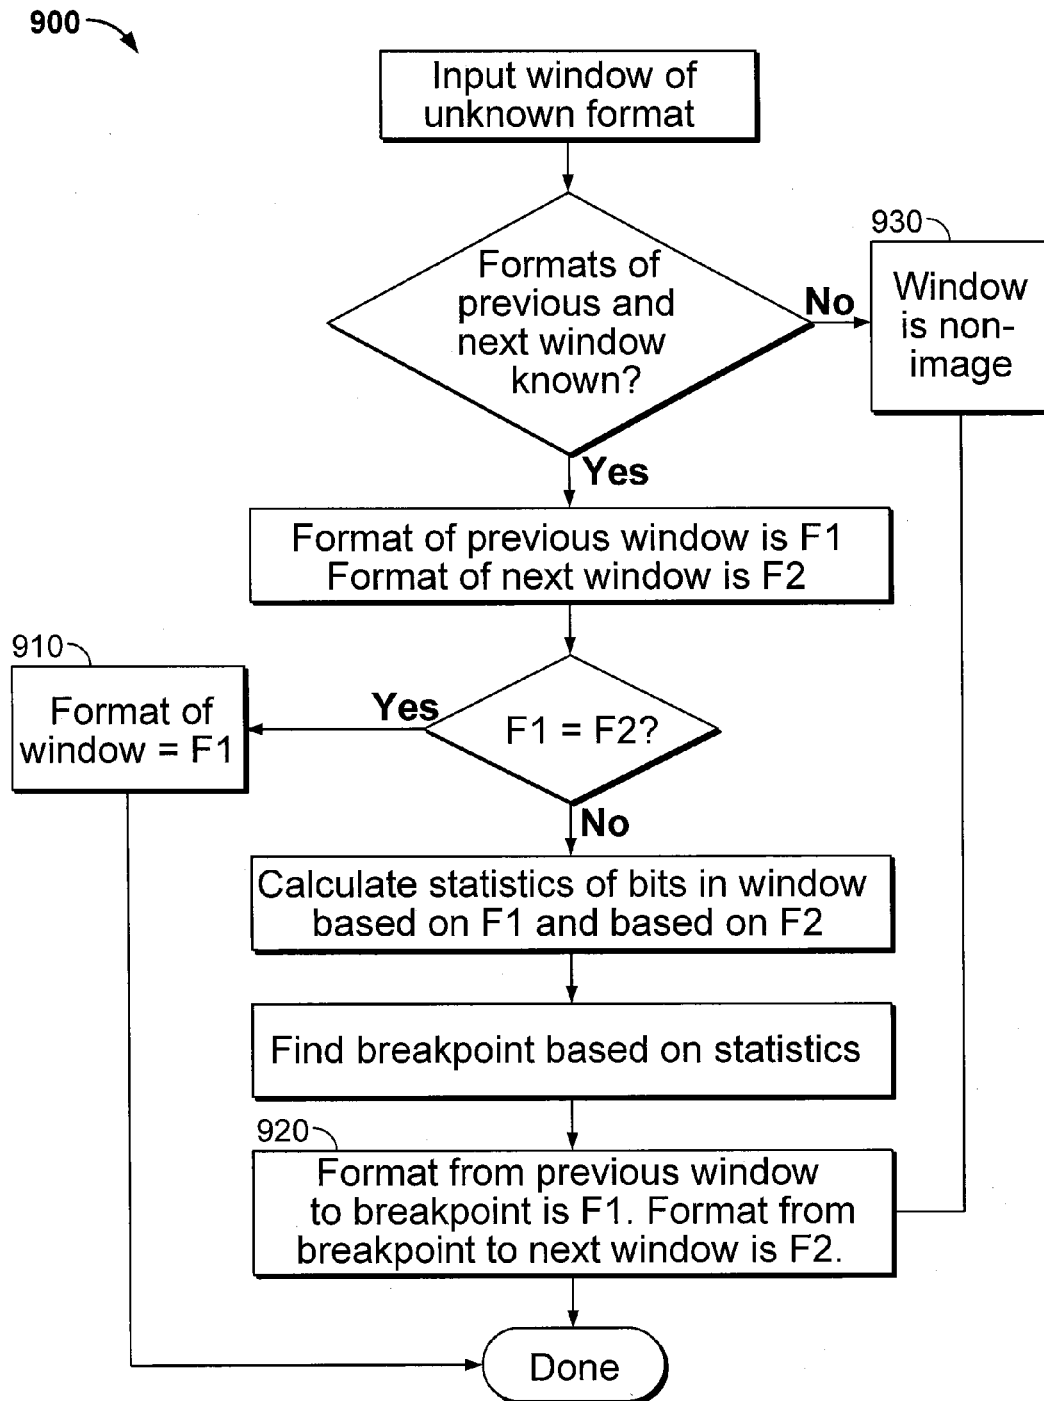 900
Input window of
unknown format
930
Formats of
previous and
next window
known?
No
Window
is non-
image
Yes
Format of previous window is F1
Format of next window is F2
910
Format of
window = F1
Yes
F1 = F2?
No
Calculate statistics of bits in window
based on F1 and based on F2
Find breakpoint based on statistics
920
Format from previous window
to breakpoint is F1. Format from
breakpoint to next window is F2.
Done